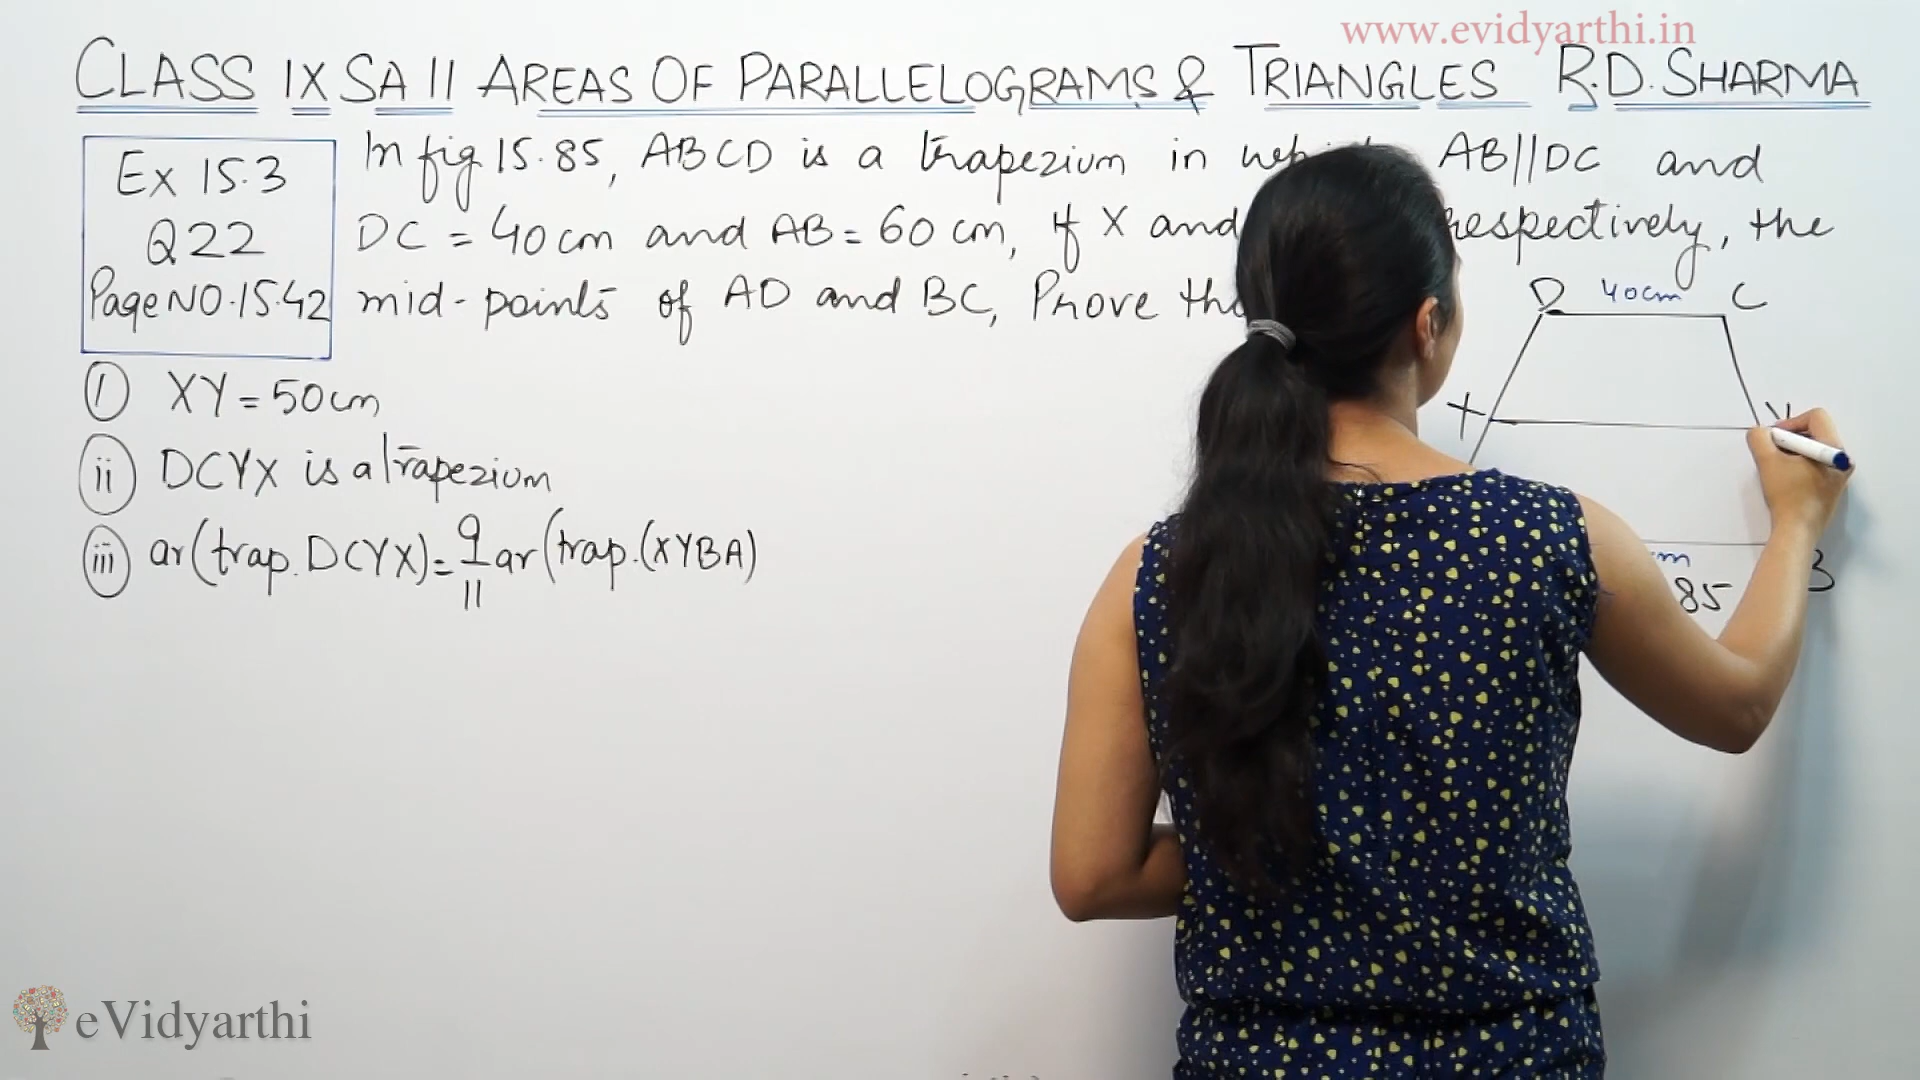 www.evidyarthi.in
CLASS IX SA II AREAS OF PARALLELOGRAMS & TRIANGLES R.D. SHARMA
Ex 15.3
Q22
Page NO.15.42
In fig 15.85, ABCD is a trapezium in AB||DC and
DC = 40 cm and AB = 60 cm, If X and respectively, the
mid-points of AD and BC, Prove
i XY = 50cm
ii DCYX is a trapezium
iii ar(trap. DCYX) = 9/11 ar(trap.(XYBA)
D 40cm C
X Y
B
85
eVidyarthi